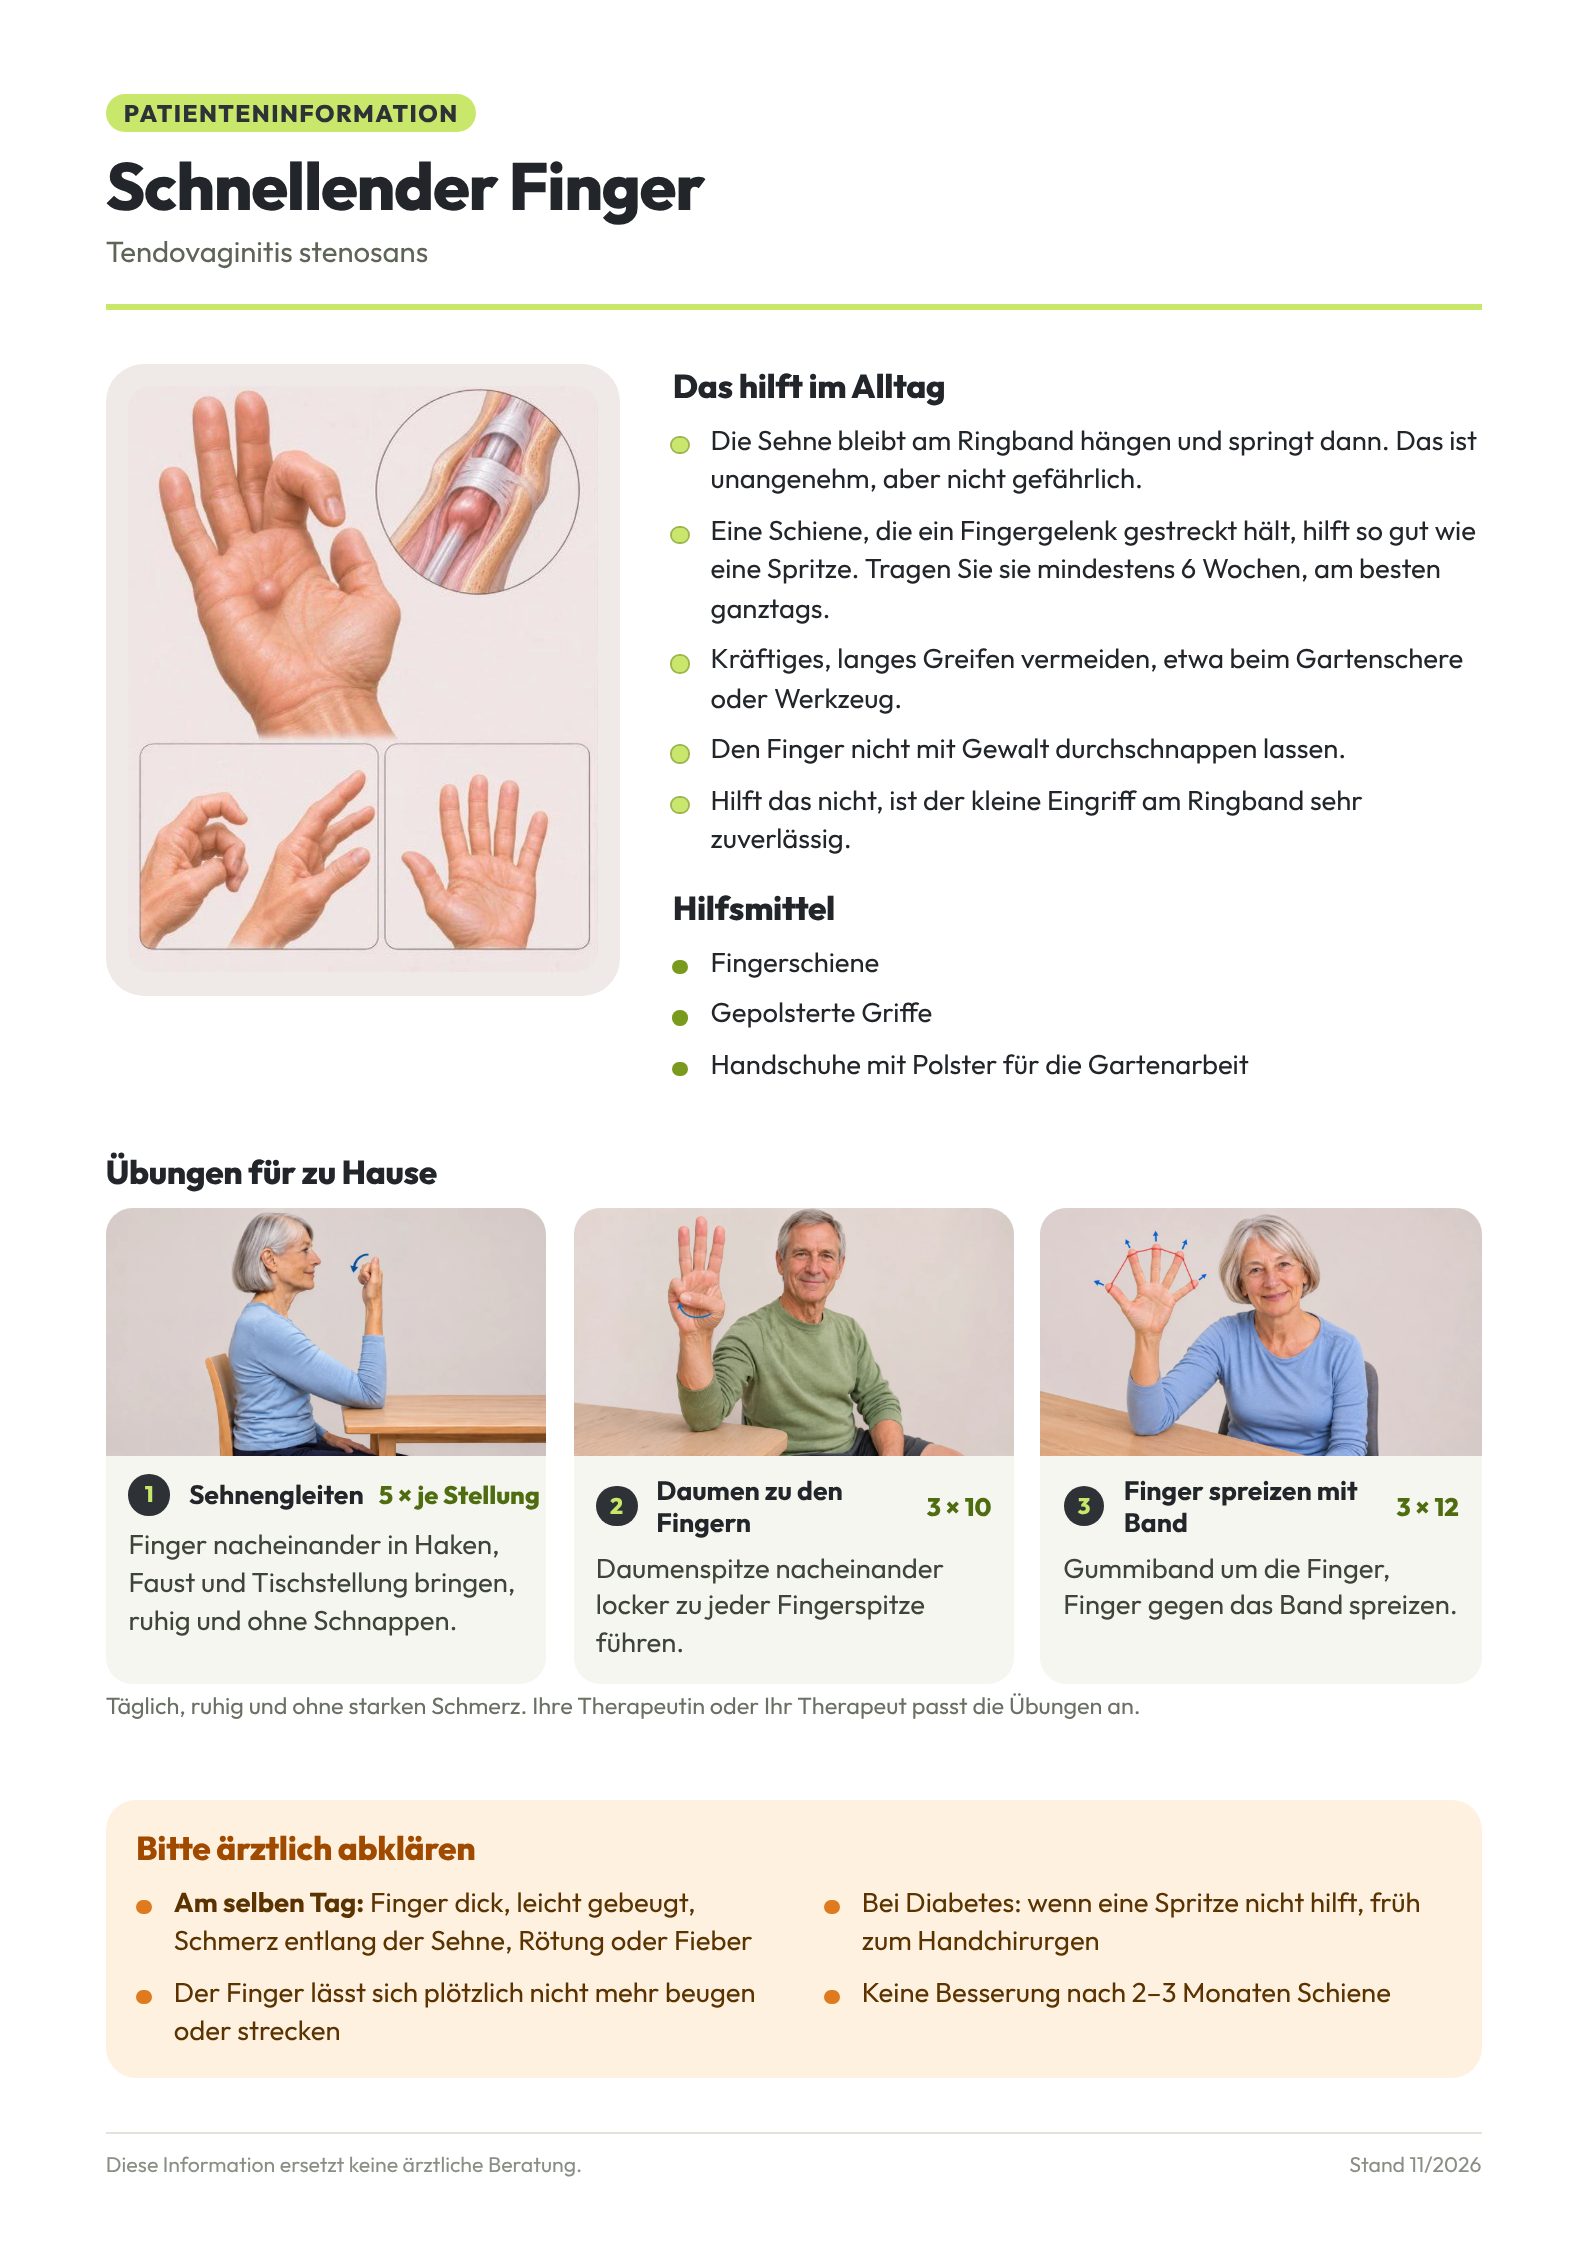 PATIENTENINFORMATION
Schnellender Finger
Tendovaginitis stenosans
Das hilft im Alltag
Die Sehne bleibt am Ringband hängen und springt dann. Das ist
unangenehm, aber nicht gefährlich.
Eine Schiene, die ein Fingergelenk gestreckt hält, hilft so gut wie
eine Spritze. Tragen Sie sie mindestens 6 Wochen, am besten
ganztags.
Kräftiges, langes Greifen vermeiden, etwa beim Gartenschere
oder Werkzeug.
Den Finger nicht mit Gewalt durchschnappen lassen.
Hilft das nicht, ist der kleine Eingriff am Ringband sehr
zuverlässig.
Hilfsmittel
Fingerschiene
Gepolsterte Griffe
Handschuhe mit Polster für die Gartenarbeit
Übungen für zu Hause
1 Sehnengleiten 5 × je Stellung
Finger nacheinander in Haken,
Faust und Tischstellung bringen,
ruhig und ohne Schnappen.
2 Daumen zu den
Fingern 3 × 10
Daumenspitze nacheinander
locker zu jeder Fingerspitze
führen.
3 Finger spreizen mit
Band 3 × 12
Gummiband um die Finger,
Finger gegen das Band spreizen.
Täglich, ruhig und ohne starken Schmerz. Ihre Therapeutin oder Ihr Therapeut passt die Übungen an.
Bitte ärztlich abklären
Am selben Tag: Finger dick, leicht gebeugt,
Schmerz entlang der Sehne, Rötung oder Fieber
Der Finger lässt sich plötzlich nicht mehr beugen
oder strecken
Bei Diabetes: wenn eine Spritze nicht hilft, früh
zum Handchirurgen
Keine Besserung nach 2–3 Monaten Schiene
Diese Information ersetzt keine ärztliche Beratung.
Stand 11/2026